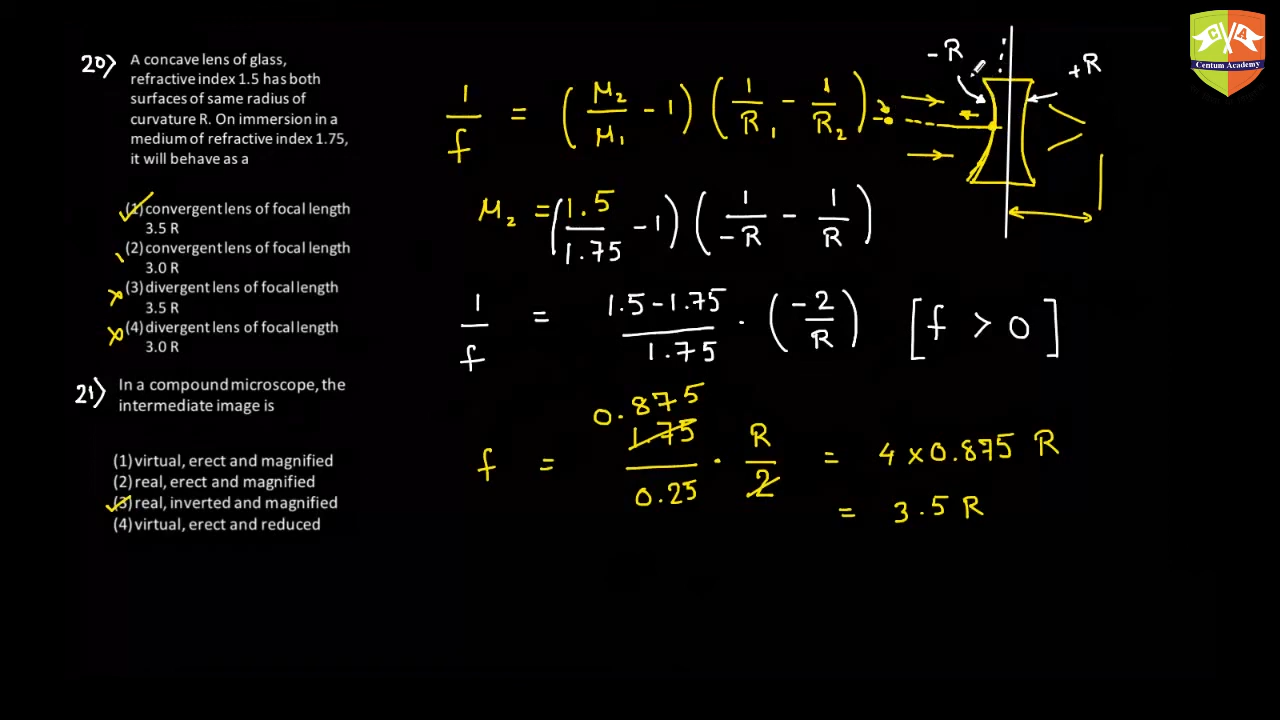 20) A concave lens of glass,
refractive index 1.5 has both
surfaces of same radius of
curvature R. On immersion in a
medium of refractive index 1.75,
it will behave as a
(1) convergent lens of focal length
3.5 R
(2) convergent lens of focal length
3.0 R
(3) divergent lens of focal length
3.5 R
(4) divergent lens of focal length
3.0 R
21) In a compound microscope, the
intermediate image is
(1) virtual, erect and magnified
(2) real, erect and magnified
(3) real, inverted and magnified
(4) virtual, erect and reduced
1/f = (μ₂/μ₁ - 1) (1/R₁ - 1/R₂)
μ₂ = (1.5/1.75 - 1) (1/-R - 1/R)
1/f = 1.5 - 1.75/1.75 . (-2/R) [f > 0]
0.875
f = 1.75/0.25 . R/2 = 4 × 0.875 R
= 3.5 R
-R
+R
C A
Centum Academy